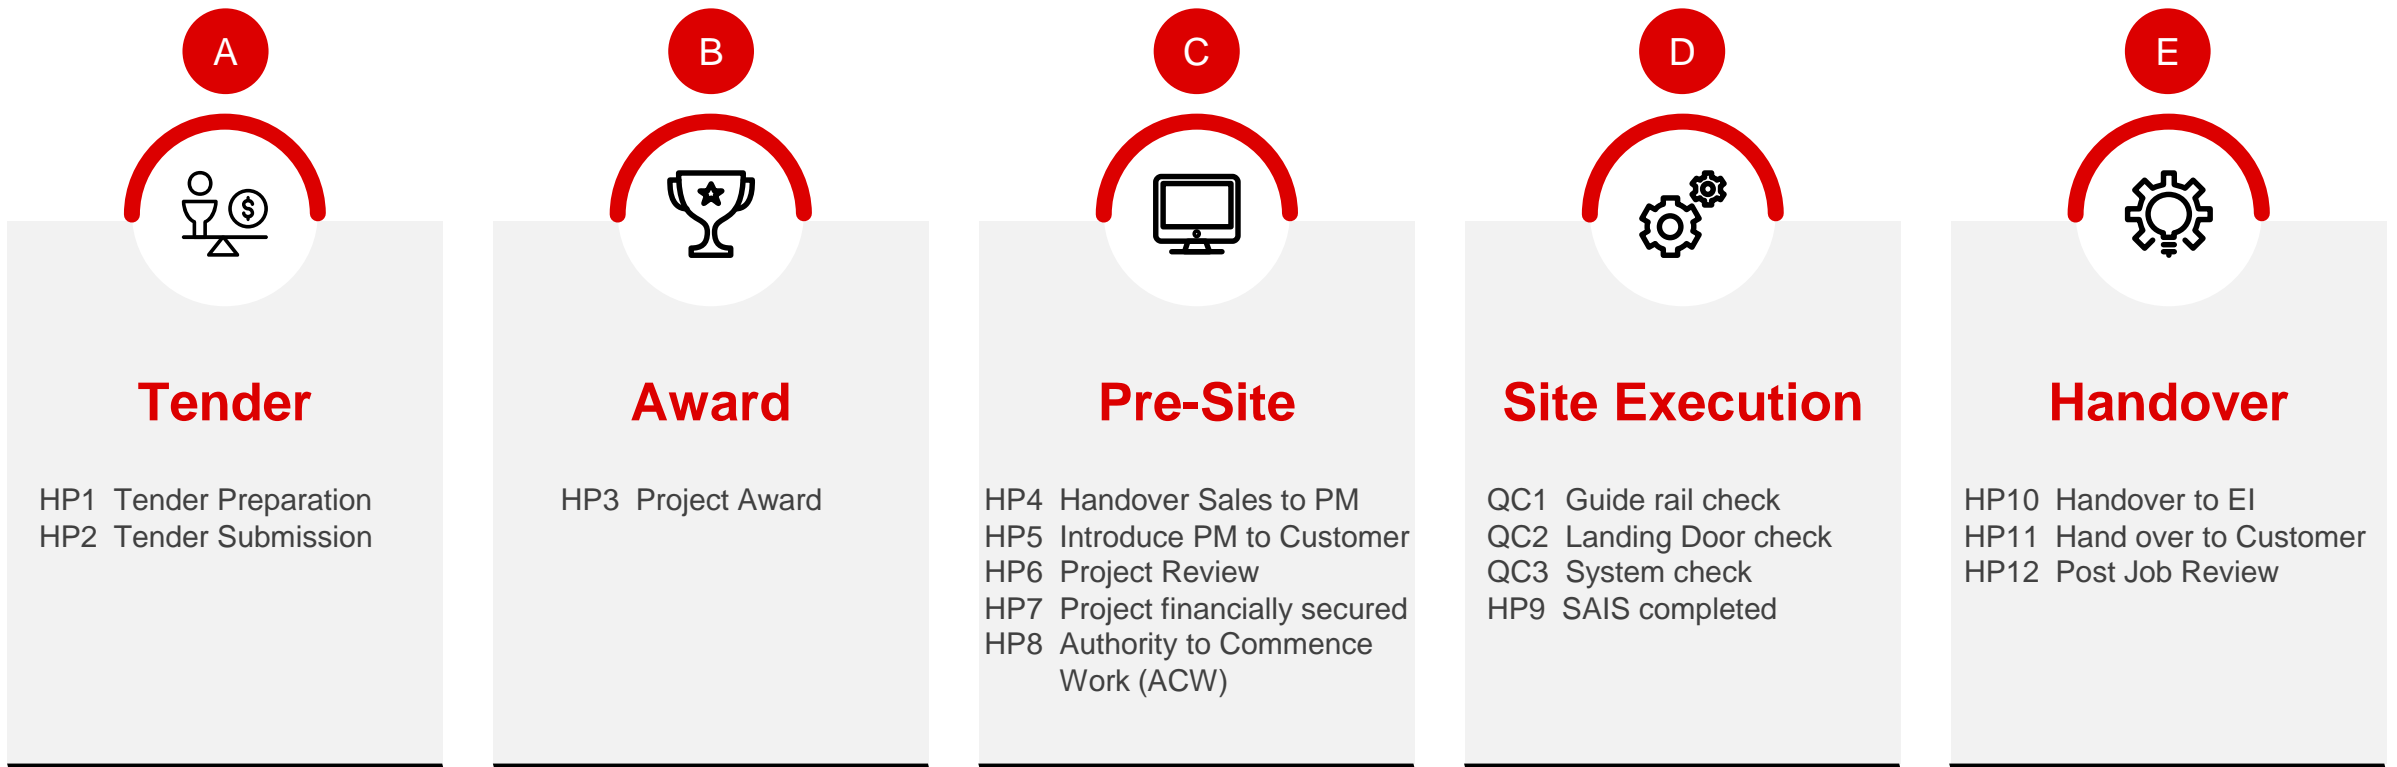 A
Tender
HP1 Tender Preparation
HP2 Tender Submission
B
Award
HP3 Project Award
C
Pre-Site
HP4 Handover Sales to PM
HP5 Introduce PM to Customer
HP6 Project Review
HP7 Project financially secured
HP8 Authority to Commence
Work (ACW)
D
Site Execution
QC1 Guide rail check
QC2 Landing Door check
QC3 System check
HP9 SAIS completed
E
Handover
HP10 Handover to EI
HP11 Hand over to Customer
HP12 Post Job Review